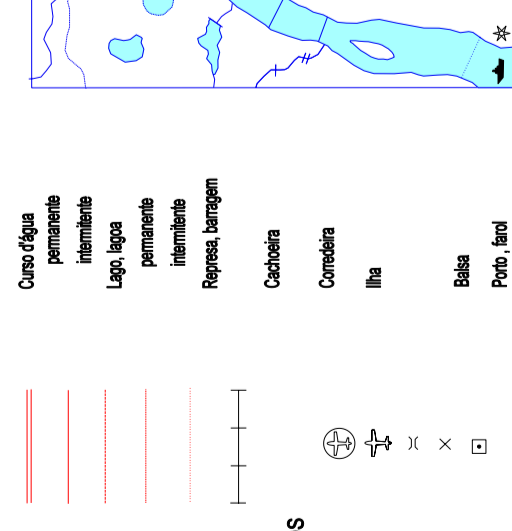 Curso d'água
permanente
intermitente
Lago, lagoa
permanente
intermitente
Represa, barragem
Cachoeira
Corredeira
Ilha
Balsa
Porto , farol
S